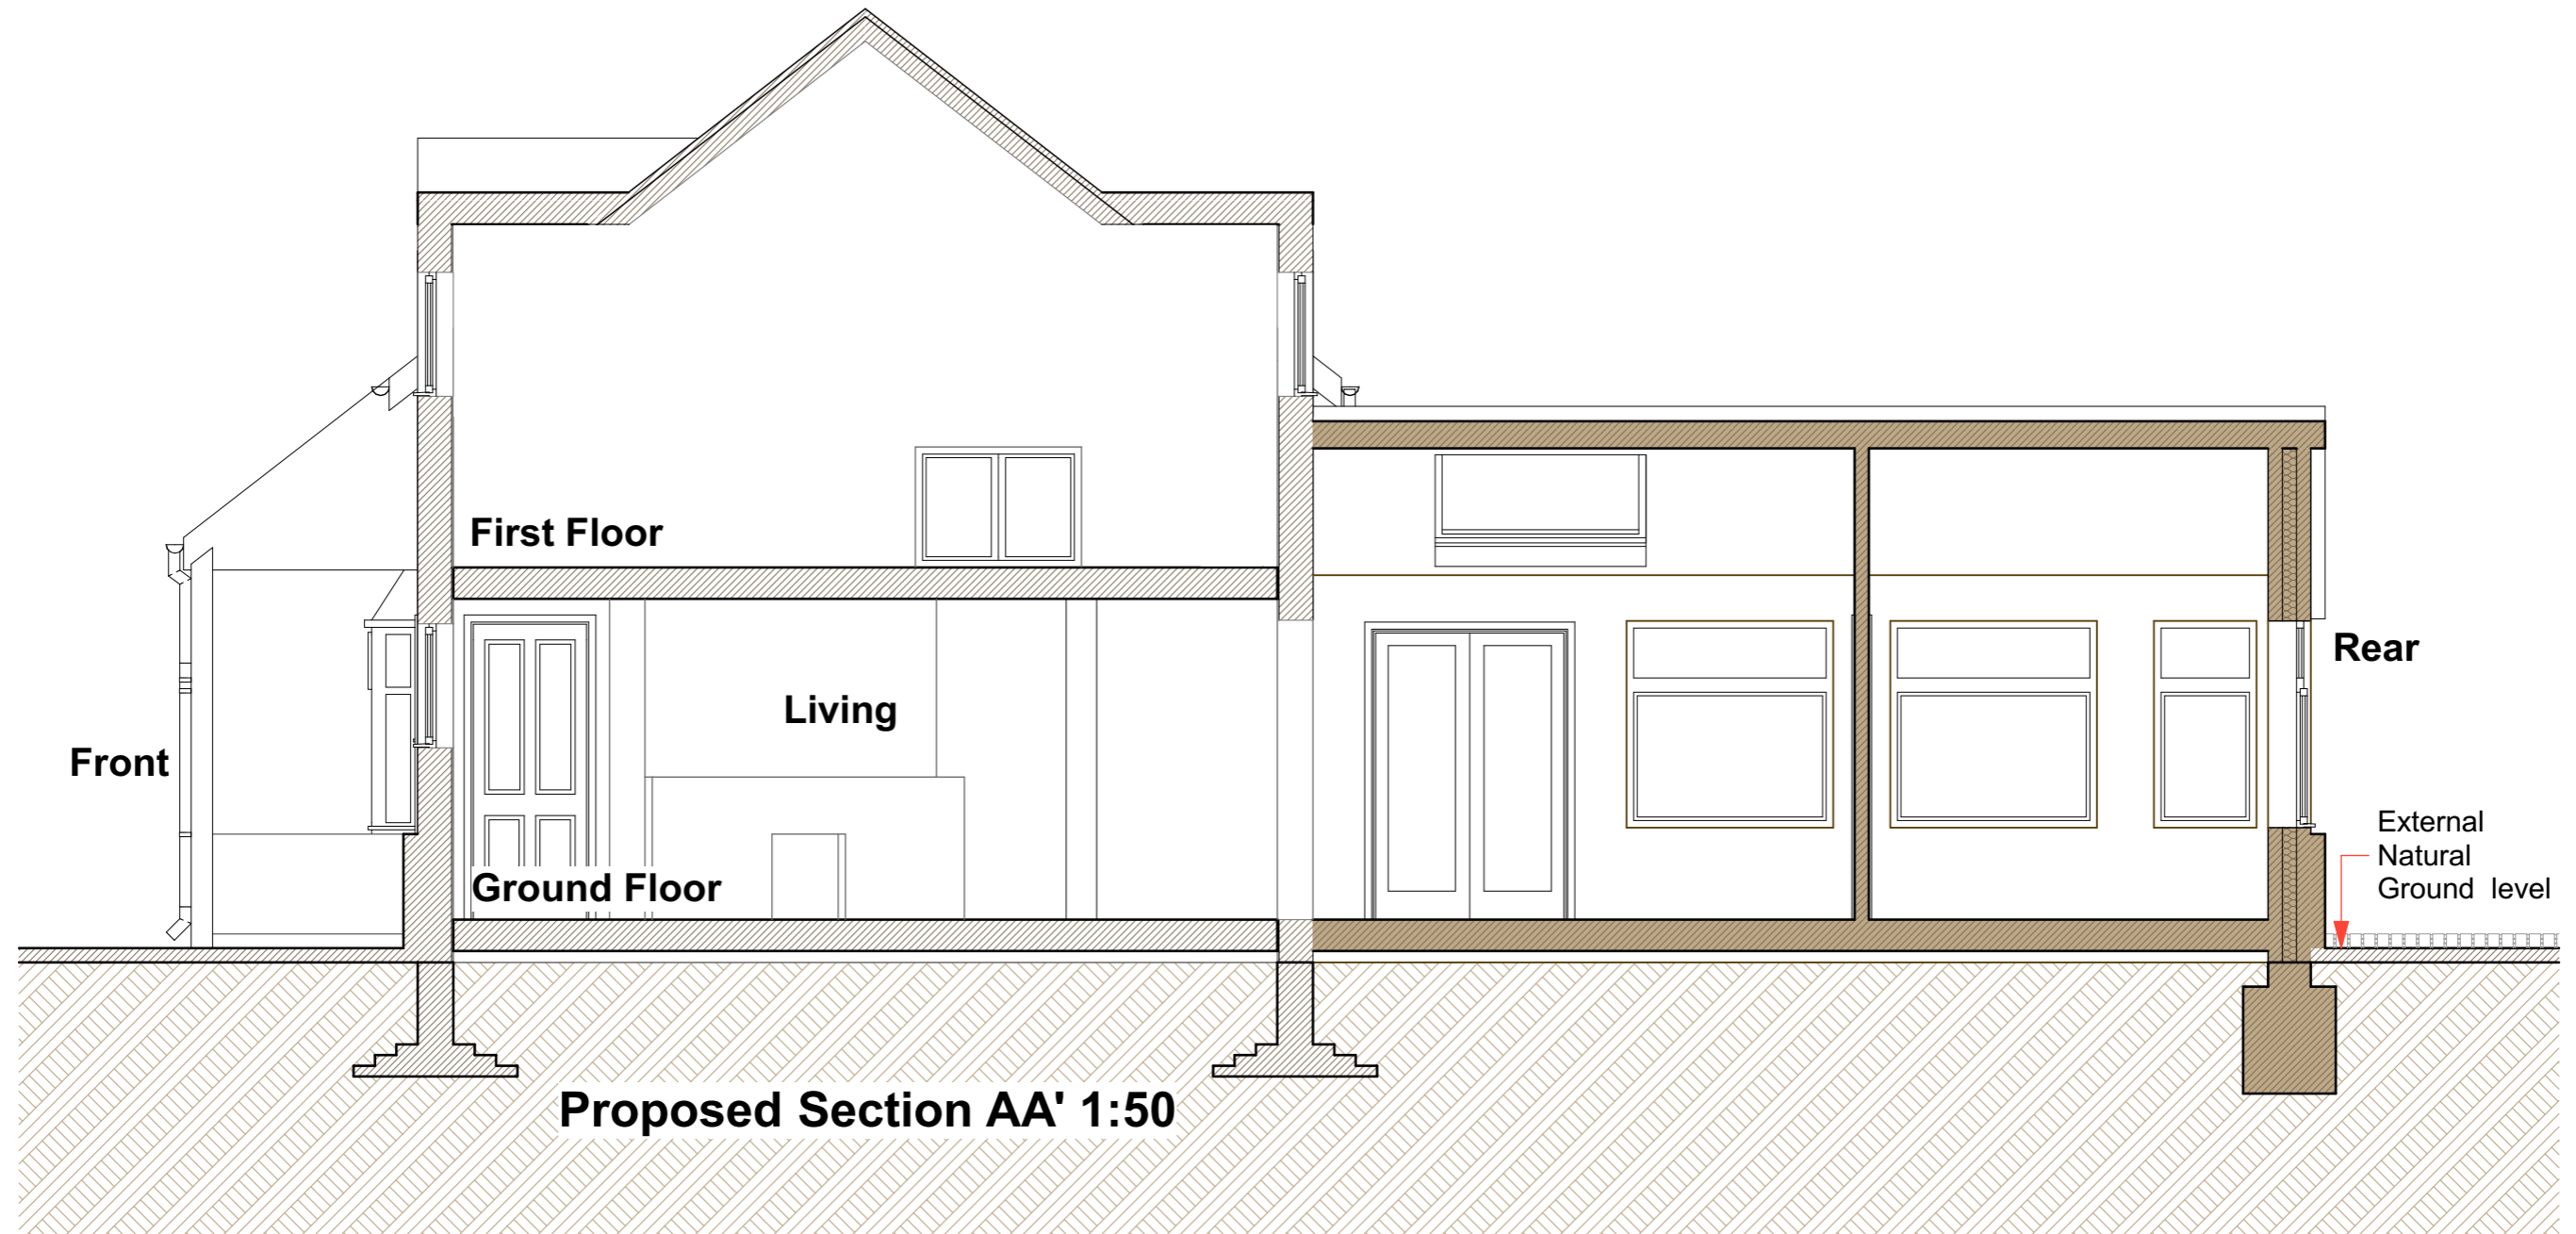 First Floor
Living
Rear
Front
External
Natural
Ground level
Ground Floor
Proposed Section AA' 1:50